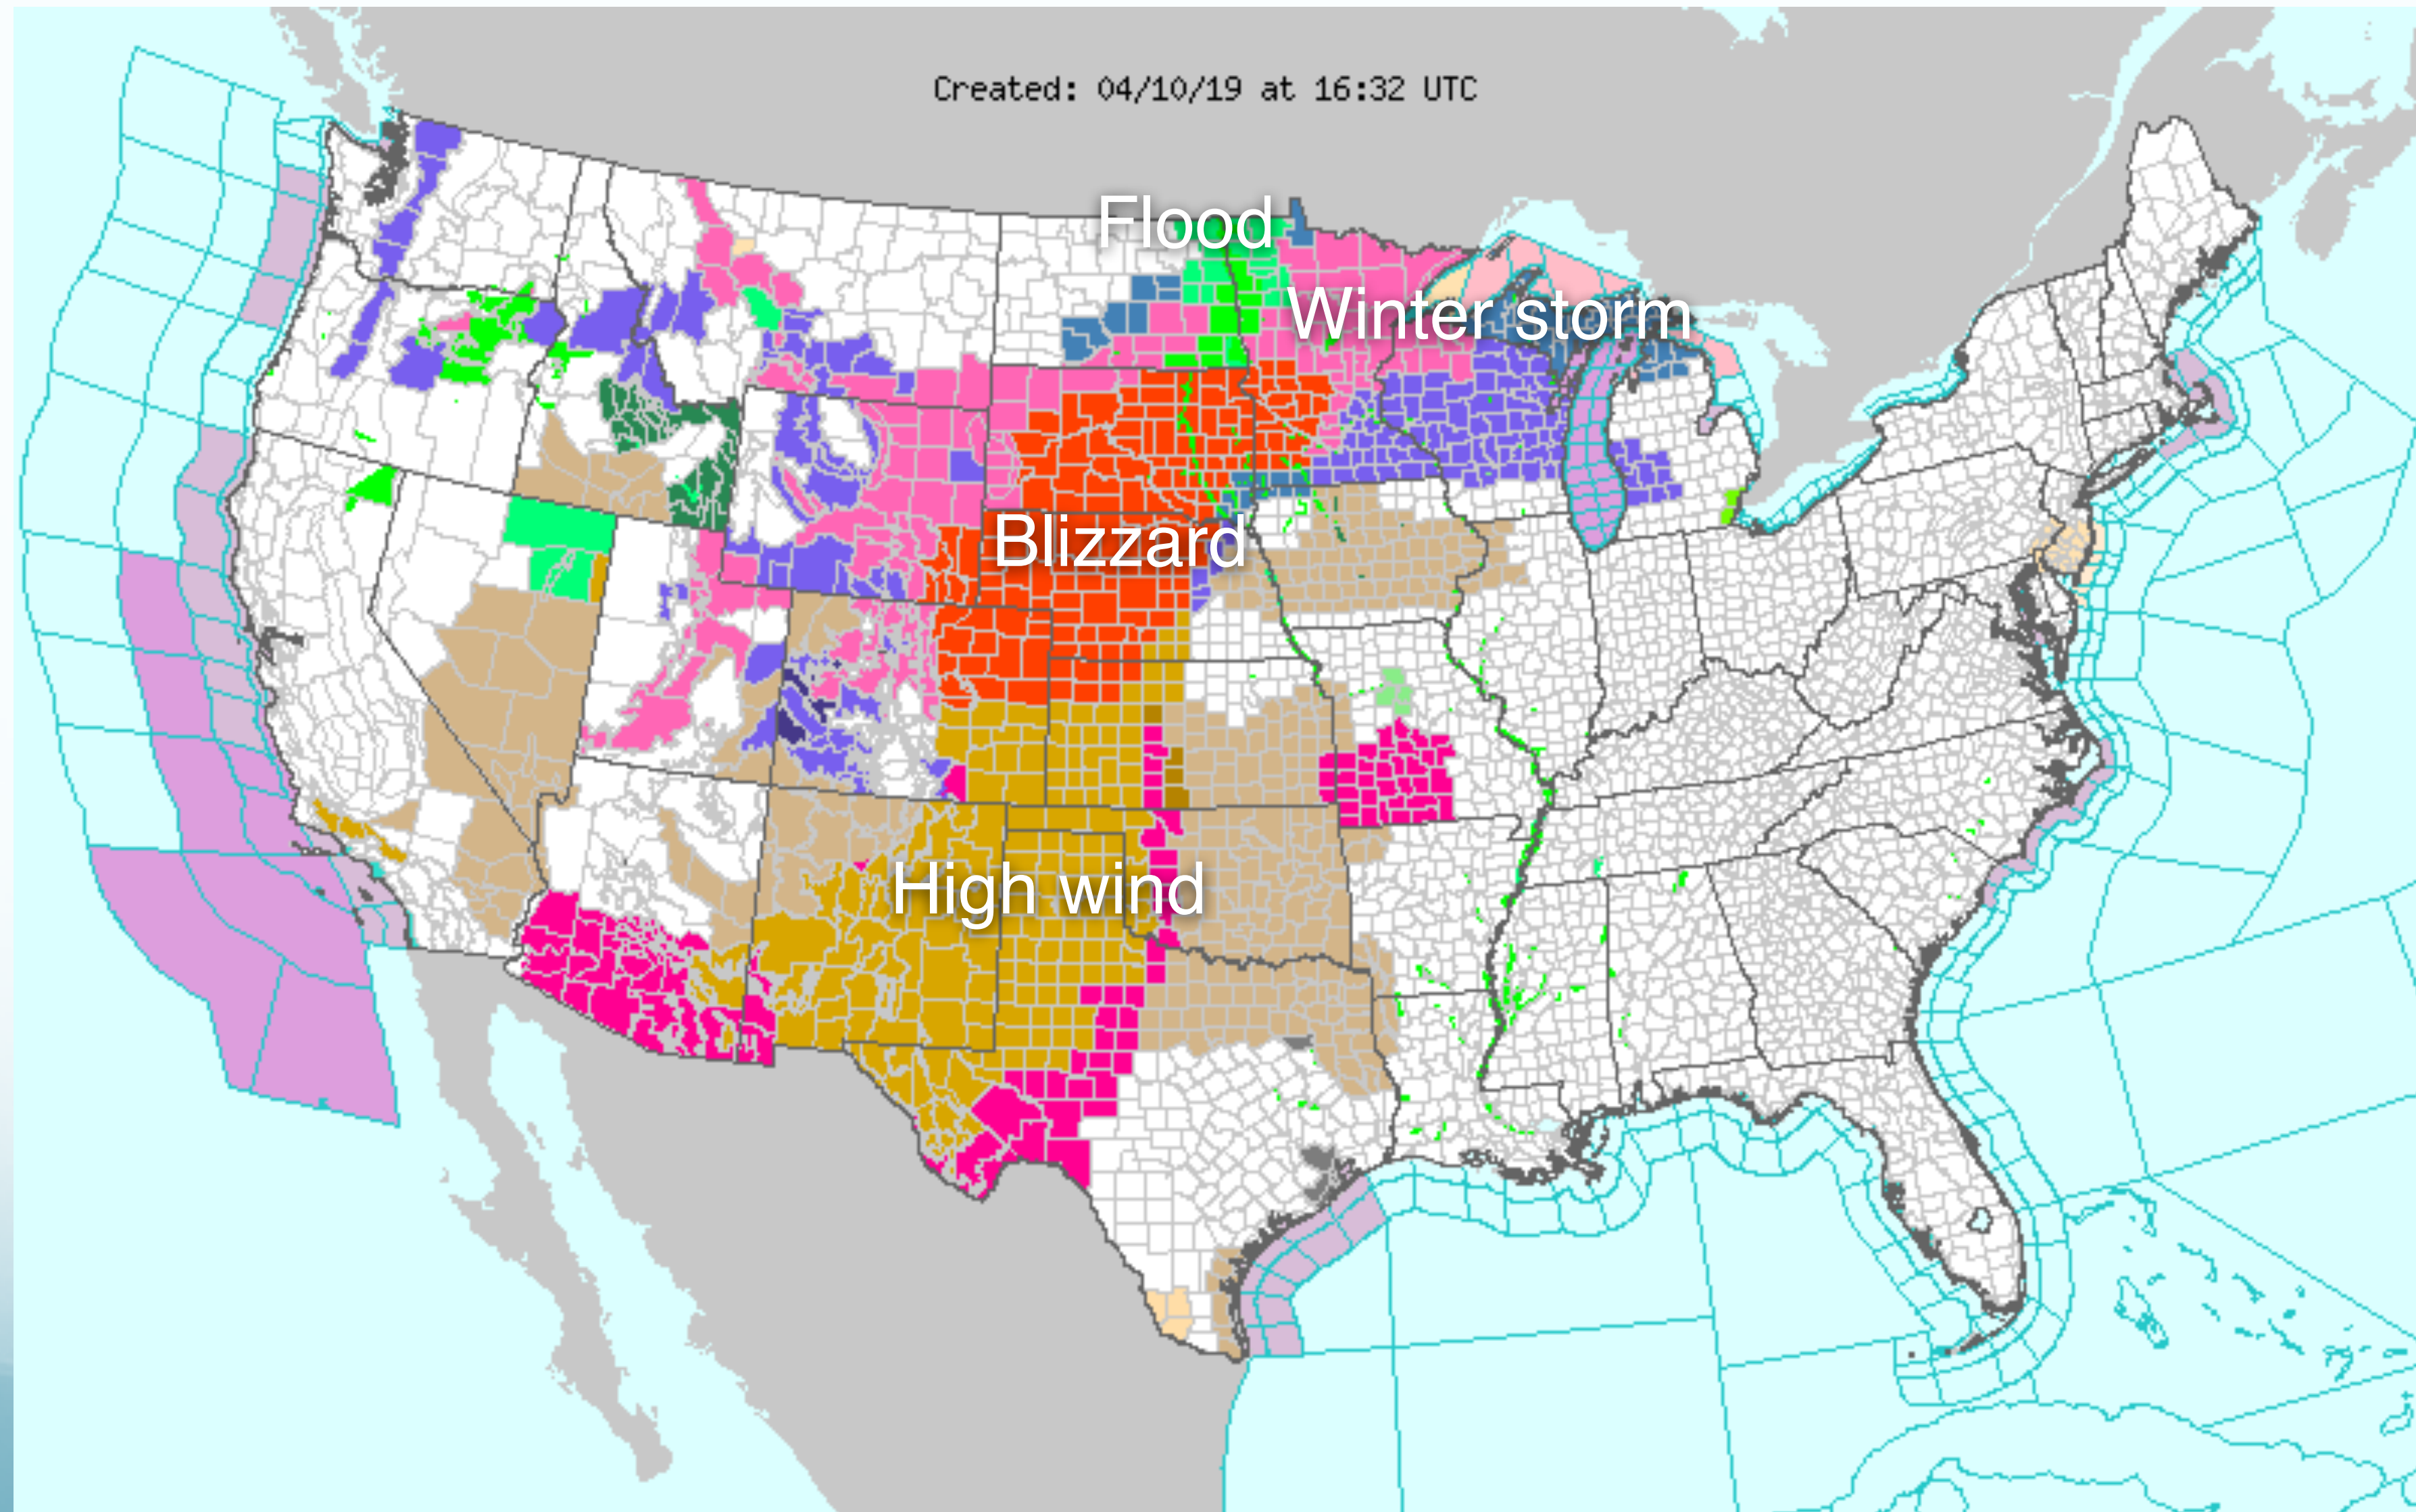 Created: 04/10/19 at 16:32 UTC
Flood
Winter storm
Blizzard
High wind